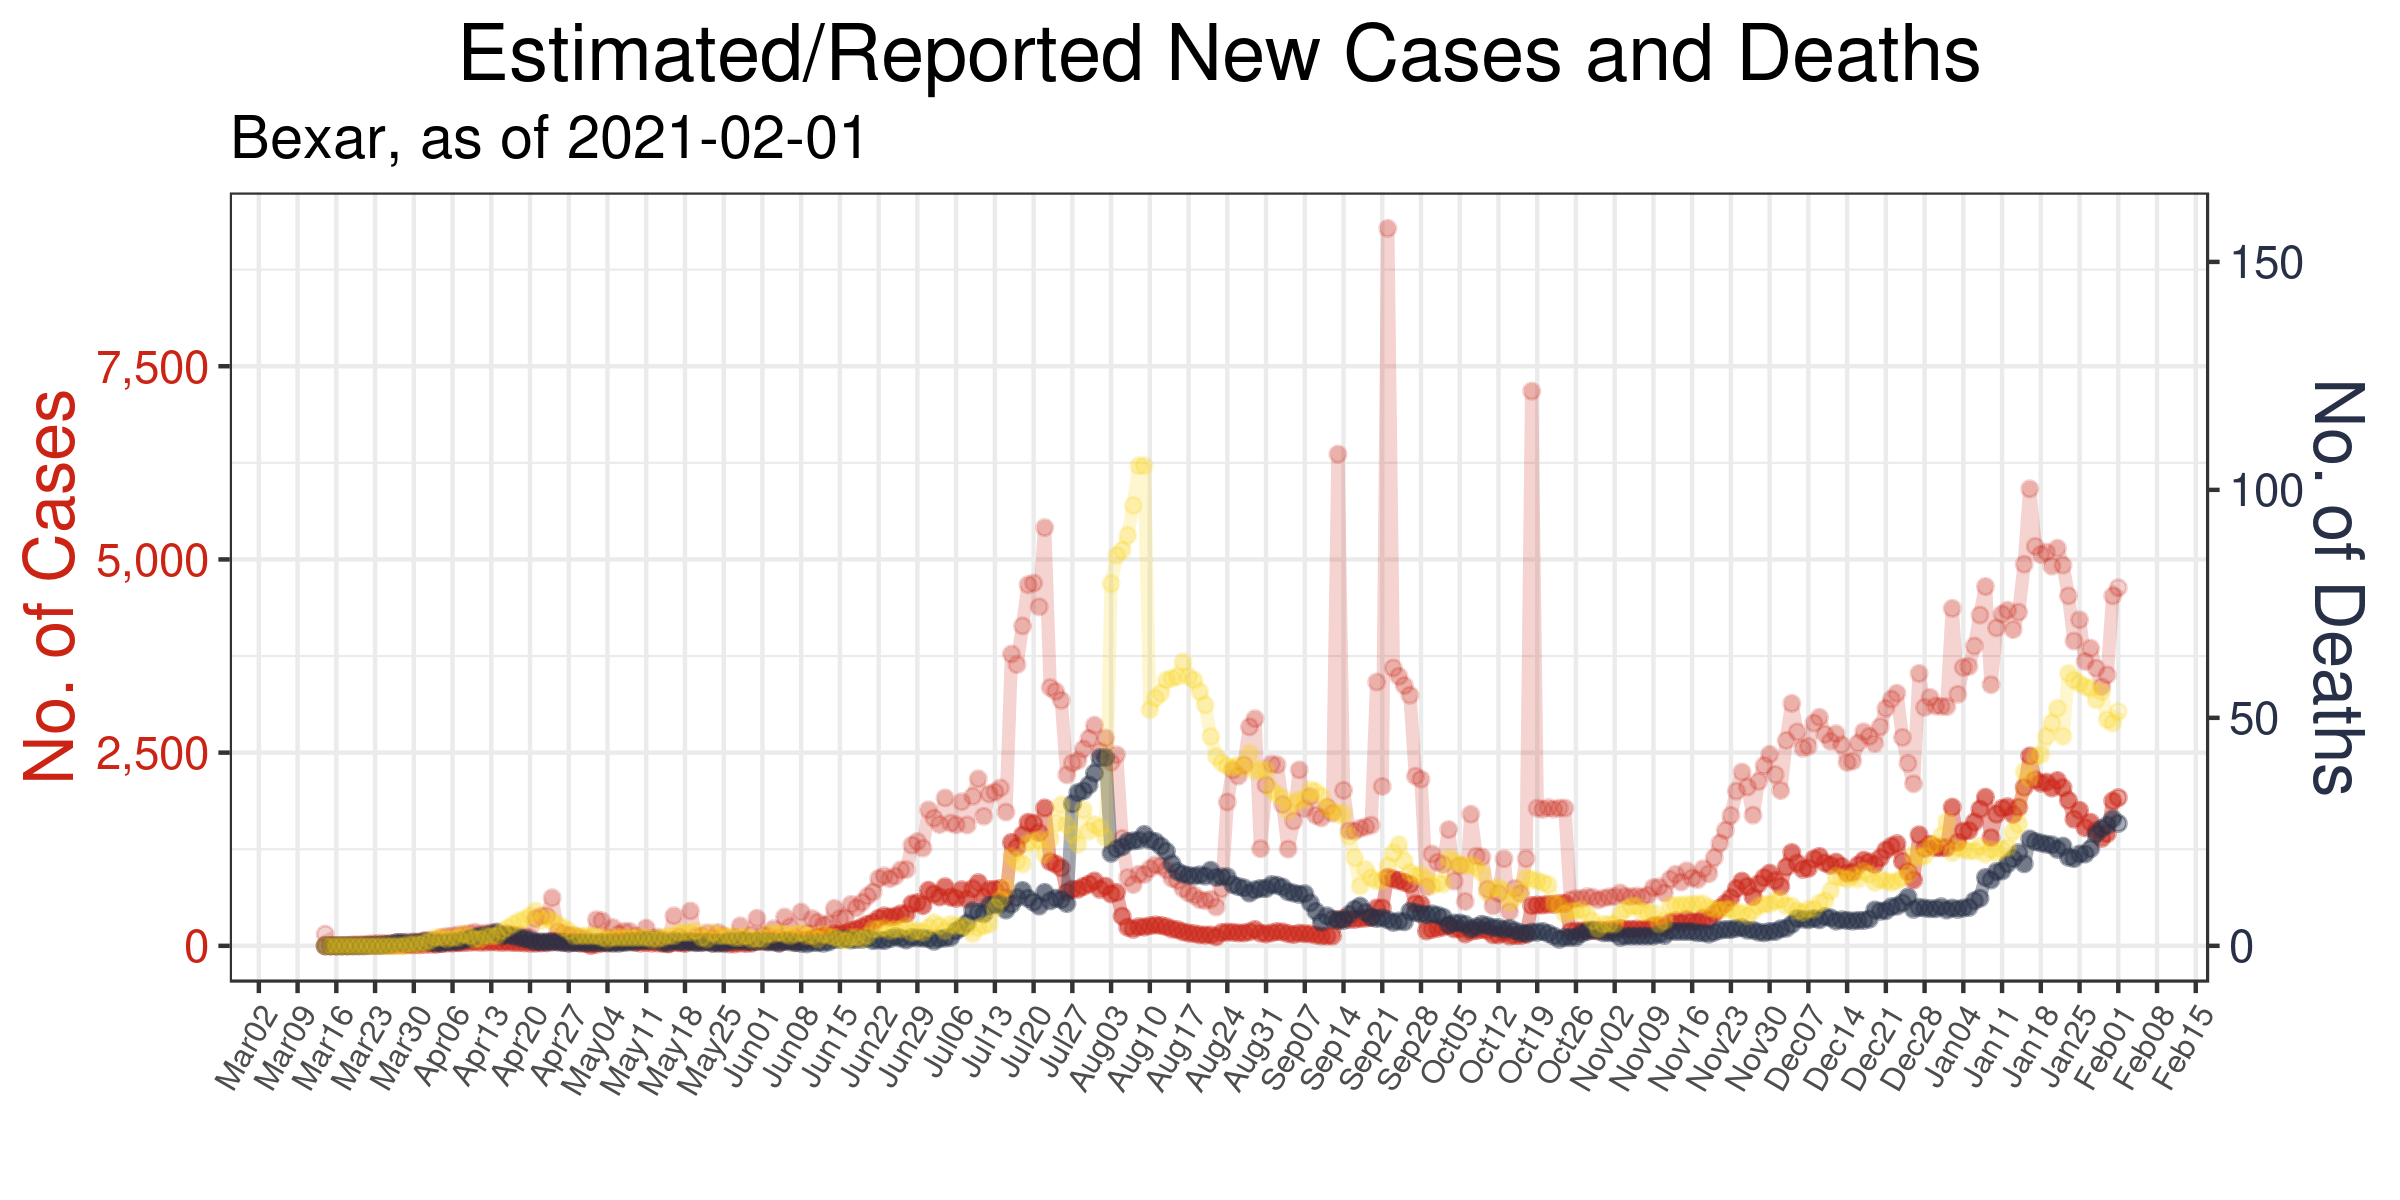 Estimated/Reported New Cases and Deaths
Bexar, as of 2021-02-01
No. of Cases
7,500
5,000
2,500
0
150
100
50
0
No. of Deaths
Mar02
Mar09
Mar16
Mar23
Mar30
Apr06
Apr13
Apr20
Apr27
May04
May11
May18
May25
Jun01
Jun08
Jun15
Jun22
Jun29
Jul06
Jul13
Jul20
Jul27
Aug03
Aug10
Aug17
Aug24
Aug31
Sep07
Sep14
Sep21
Sep28
Oct05
Oct12
Oct19
Oct26
Nov02
Nov09
Nov16
Nov23
Nov30
Dec07
Dec14
Dec21
Dec28
Jan04
Jan11
Jan18
Jan25
Feb01
Feb08
Feb15